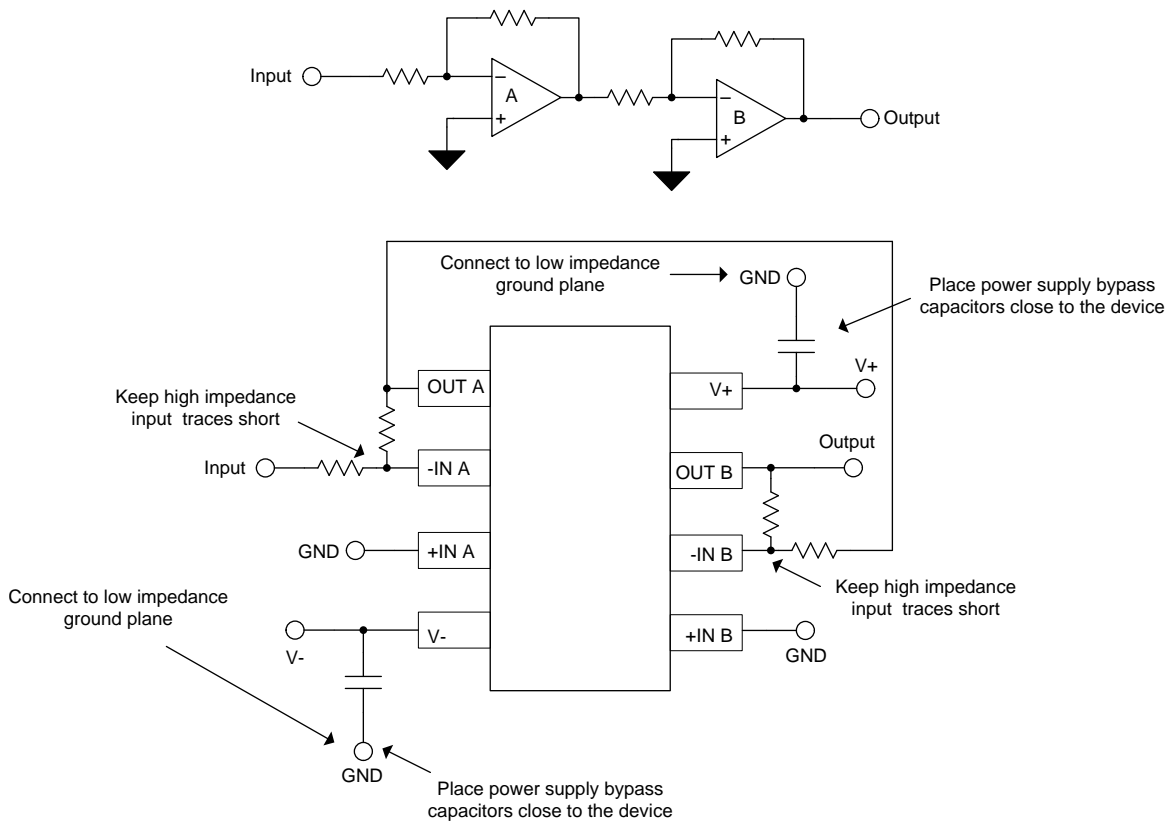 Input
−
A
+
−
B
+
Output
Connect to low impedance
ground plane
GND
Place power supply bypass
capacitors close to the device
V+
OUT A
V+
Keep high impedance
input traces short
Output
Input
-IN A
OUT B
GND
+IN A
-IN B
Keep high impedance
input traces short
Connect to low impedance
ground plane
V-
V-
+IN B
GND
GND
Place power supply bypass
capacitors close to the device